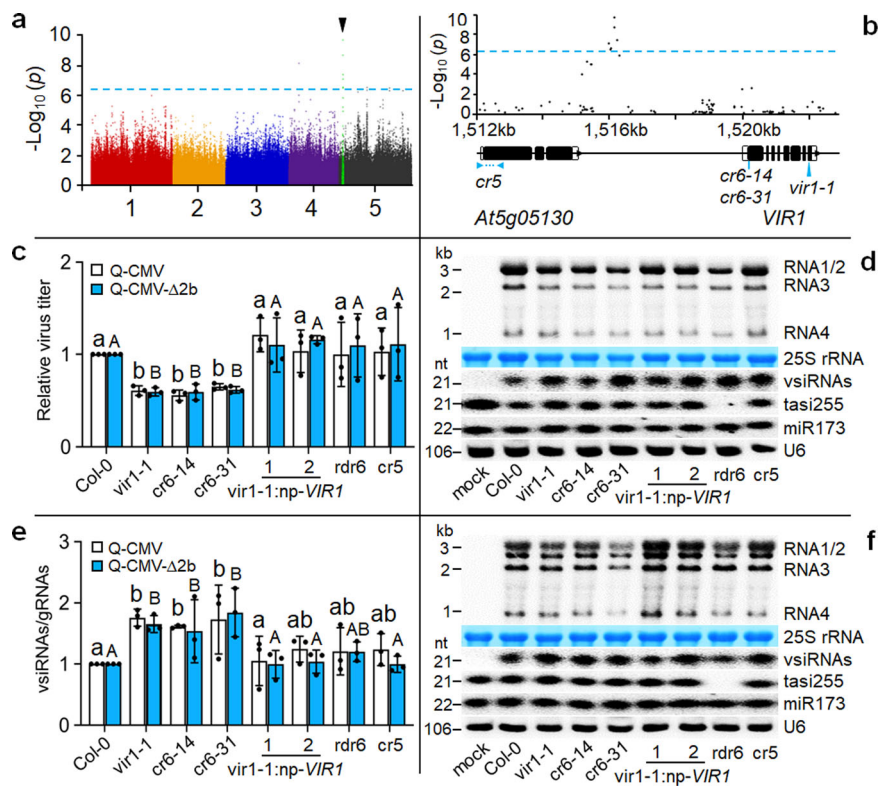 a
-Log10 (p)
10
8
6
4
2
0
1 2 3 4 5
b
-Log10 (p)
10
8
6
4
2
0
1,512kb 1,516kb 1,520kb
cr5
cr6-14
cr6-31
vir1-1
At5g05130 VIR1
c
Q-CMV
Q-CMV-Δ2b
Relative virus titer
2
1
0
a A b B b B b B a A a A a A a A
Col-0 vir1-1 cr6-14 cr6-31 1 2 rdr6 cr5
vir1-1:np-VIR1
d
kb
3
2
1
RNA1/2
RNA3
RNA4
25S rRNA
nt
21 vsiRNAs
21 tasi255
22 miR173
106 U6
mock Col-0 vir1-1 cr6-14 cr6-31 1 2 rdr6 cr5
vir1-1:np-VIR1
e
Q-CMV
Q-CMV-Δ2b
vsiRNAs/gRNAs
3
2
1
0
a A b B b B b B a A ab A ab AB ab A
Col-0 vir1-1 cr6-14 cr6-31 1 2 rdr6 cr5
vir1-1:np-VIR1
f
kb
3
2
1
RNA1/2
RNA3
RNA4
25S rRNA
nt
21 vsiRNAs
21 tasi255
22 miR173
106 U6
mock Col-0 vir1-1 cr6-14 cr6-31 1 2 rdr6 cr5
vir1-1:np-VIR1